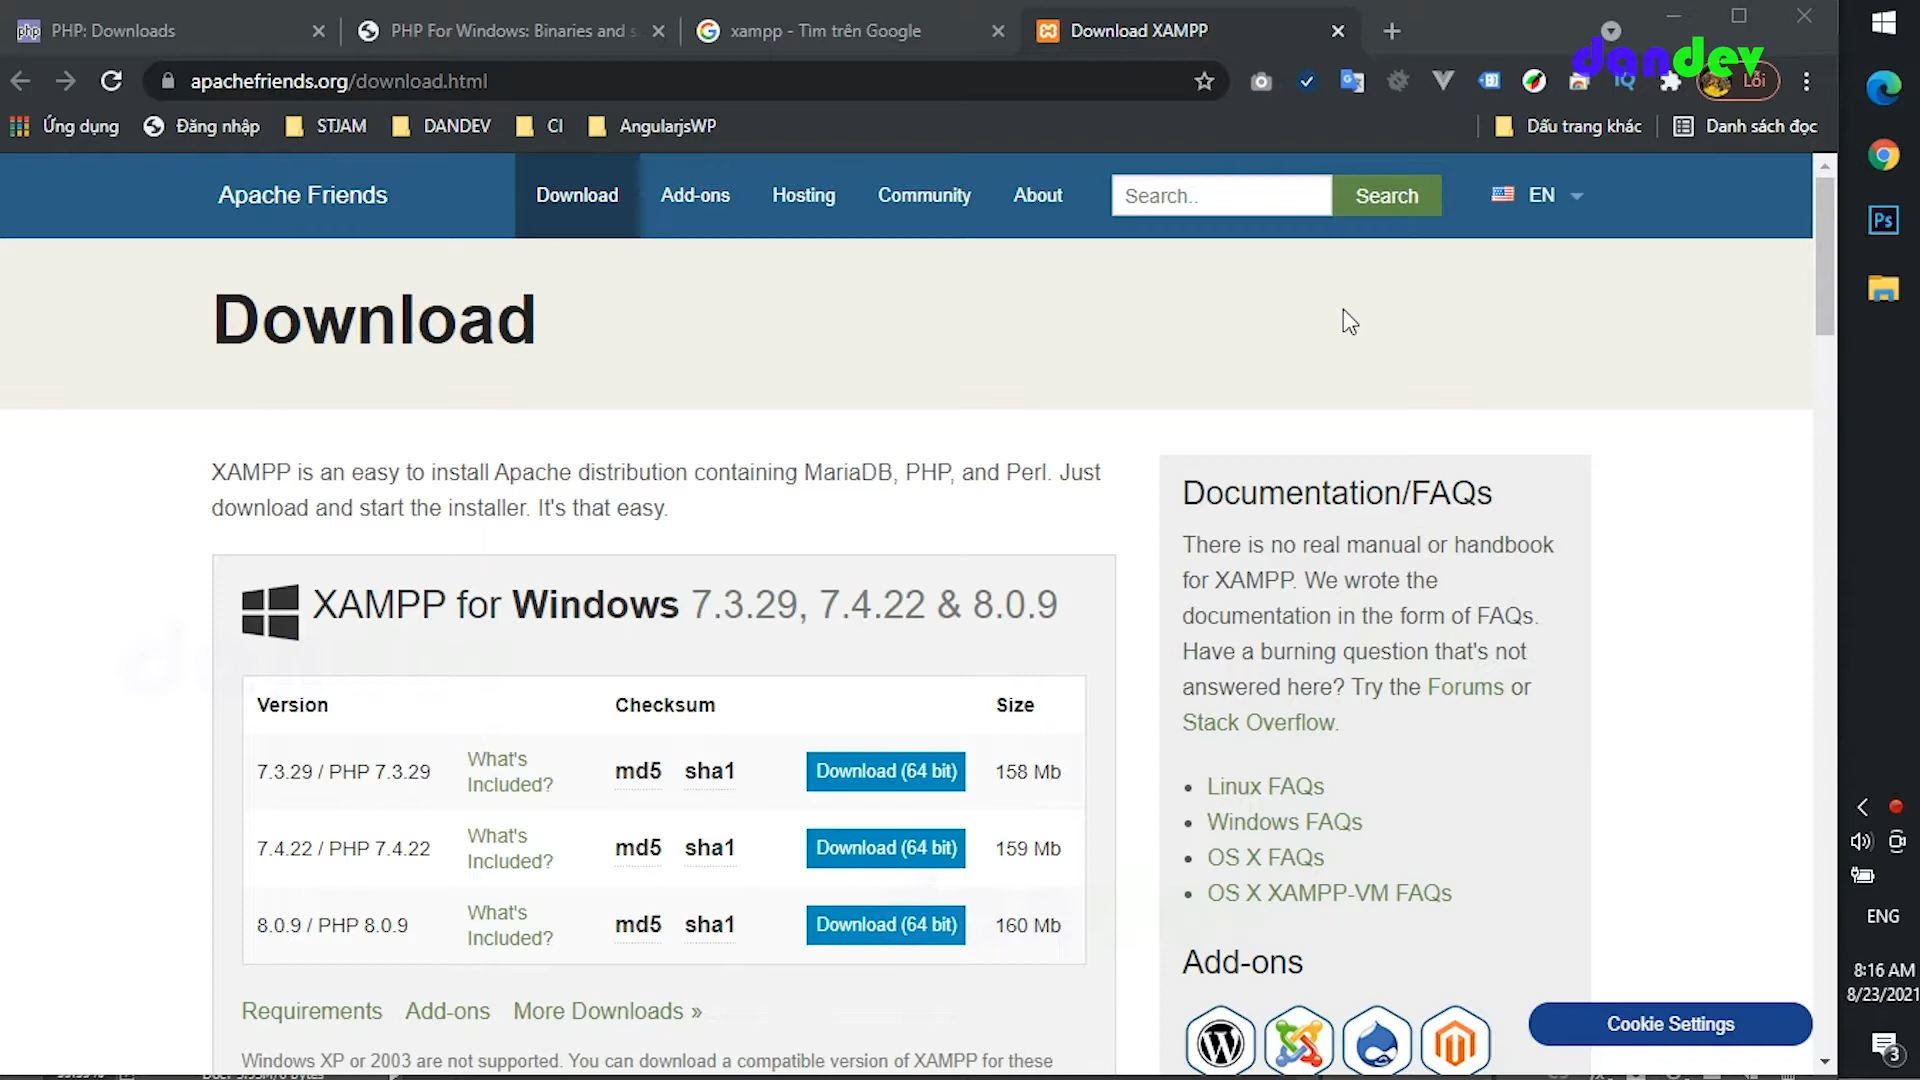 PHP: Downloads
PHP For Windows: Binaries and s
xampp - Tìm trên Google
Download XAMPP
dandev
apachefriends.org/download.html
Lỗi
Ứng dụng
Đăng nhập
STJAM
DANDEV
CI
AngularjsWP
Dấu trang khác
Danh sách đọc
Apache Friends
Download
Add-ons
Hosting
Community
About
Search..
Search
EN
Download
XAMPP is an easy to install Apache distribution containing MariaDB, PHP, and Perl. Just
download and start the installer. It's that easy.
XAMPP for Windows 7.3.29, 7.4.22 & 8.0.9
Version Checksum Size
7.3.29 / PHP 7.3.29 What's Included? md5 sha1 Download (64 bit) 158 Mb
7.4.22 / PHP 7.4.22 What's Included? md5 sha1 Download (64 bit) 159 Mb
8.0.9 / PHP 8.0.9 What's Included? md5 sha1 Download (64 bit) 160 Mb
Requirements Add-ons More Downloads »
Windows XP or 2003 are not supported. You can download a compatible version of XAMPP for these
Documentation/FAQs
There is no real manual or handbook
for XAMPP. We wrote the
documentation in the form of FAQs.
Have a burning question that's not
answered here? Try the Forums or
Stack Overflow.
Linux FAQs
Windows FAQs
OS X FAQs
OS X XAMPP-VM FAQs
Add-ons
Cookie Settings
Ps
ENG
8:16 AM
8/23/2021
3